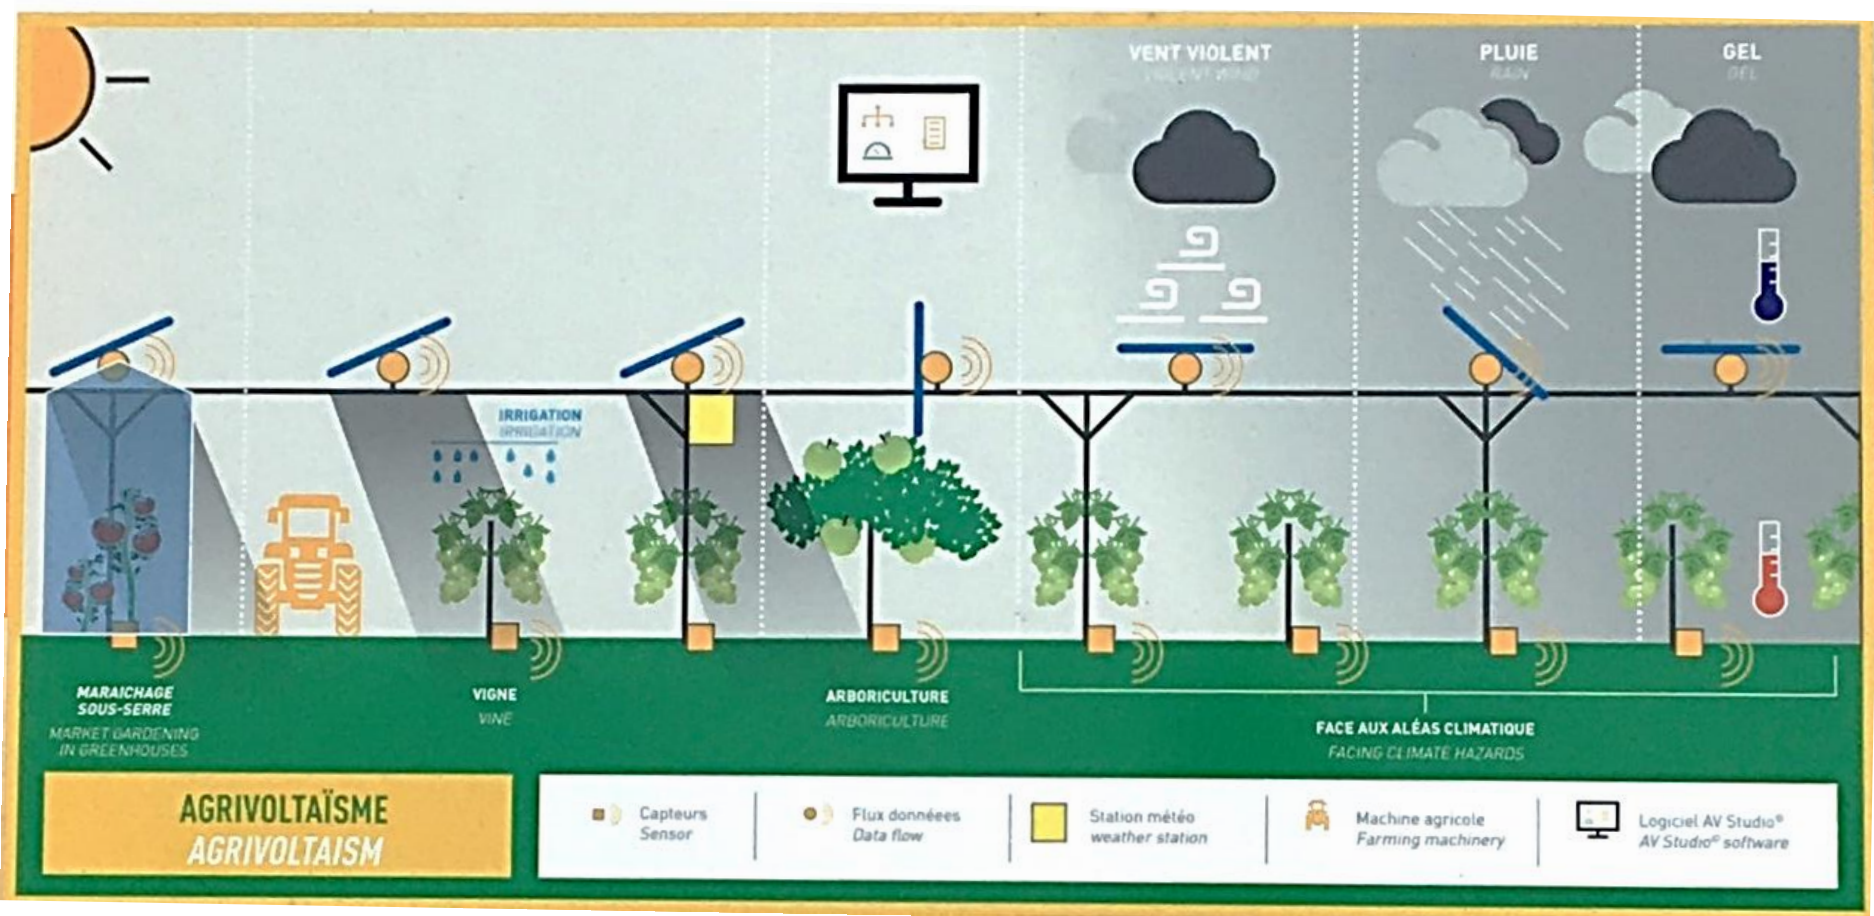 VENT VIOLENT
VIOLENT WIND
PLUIE
RAIN
GEL
GEL
IRRIGATION
IRRIGATION
MARAICHAGE
SOUS-SERRE
MARKET GARDENING
IN GREENHOUSES
VIGNE
VINE
ARBORICULTURE
ARBORICULTURE
FACE AUX ALÉAS CLIMATIQUE
FACING CLIMATE HAZARDS
AGRIVOLTAÏSME
AGRIVOLTAISM
Capteurs
Sensor
Flux donnéees
Data flow
Station météo
weather station
Machine agricole
Farming machinery
Logiciel AV Studio®
AV Studio® software